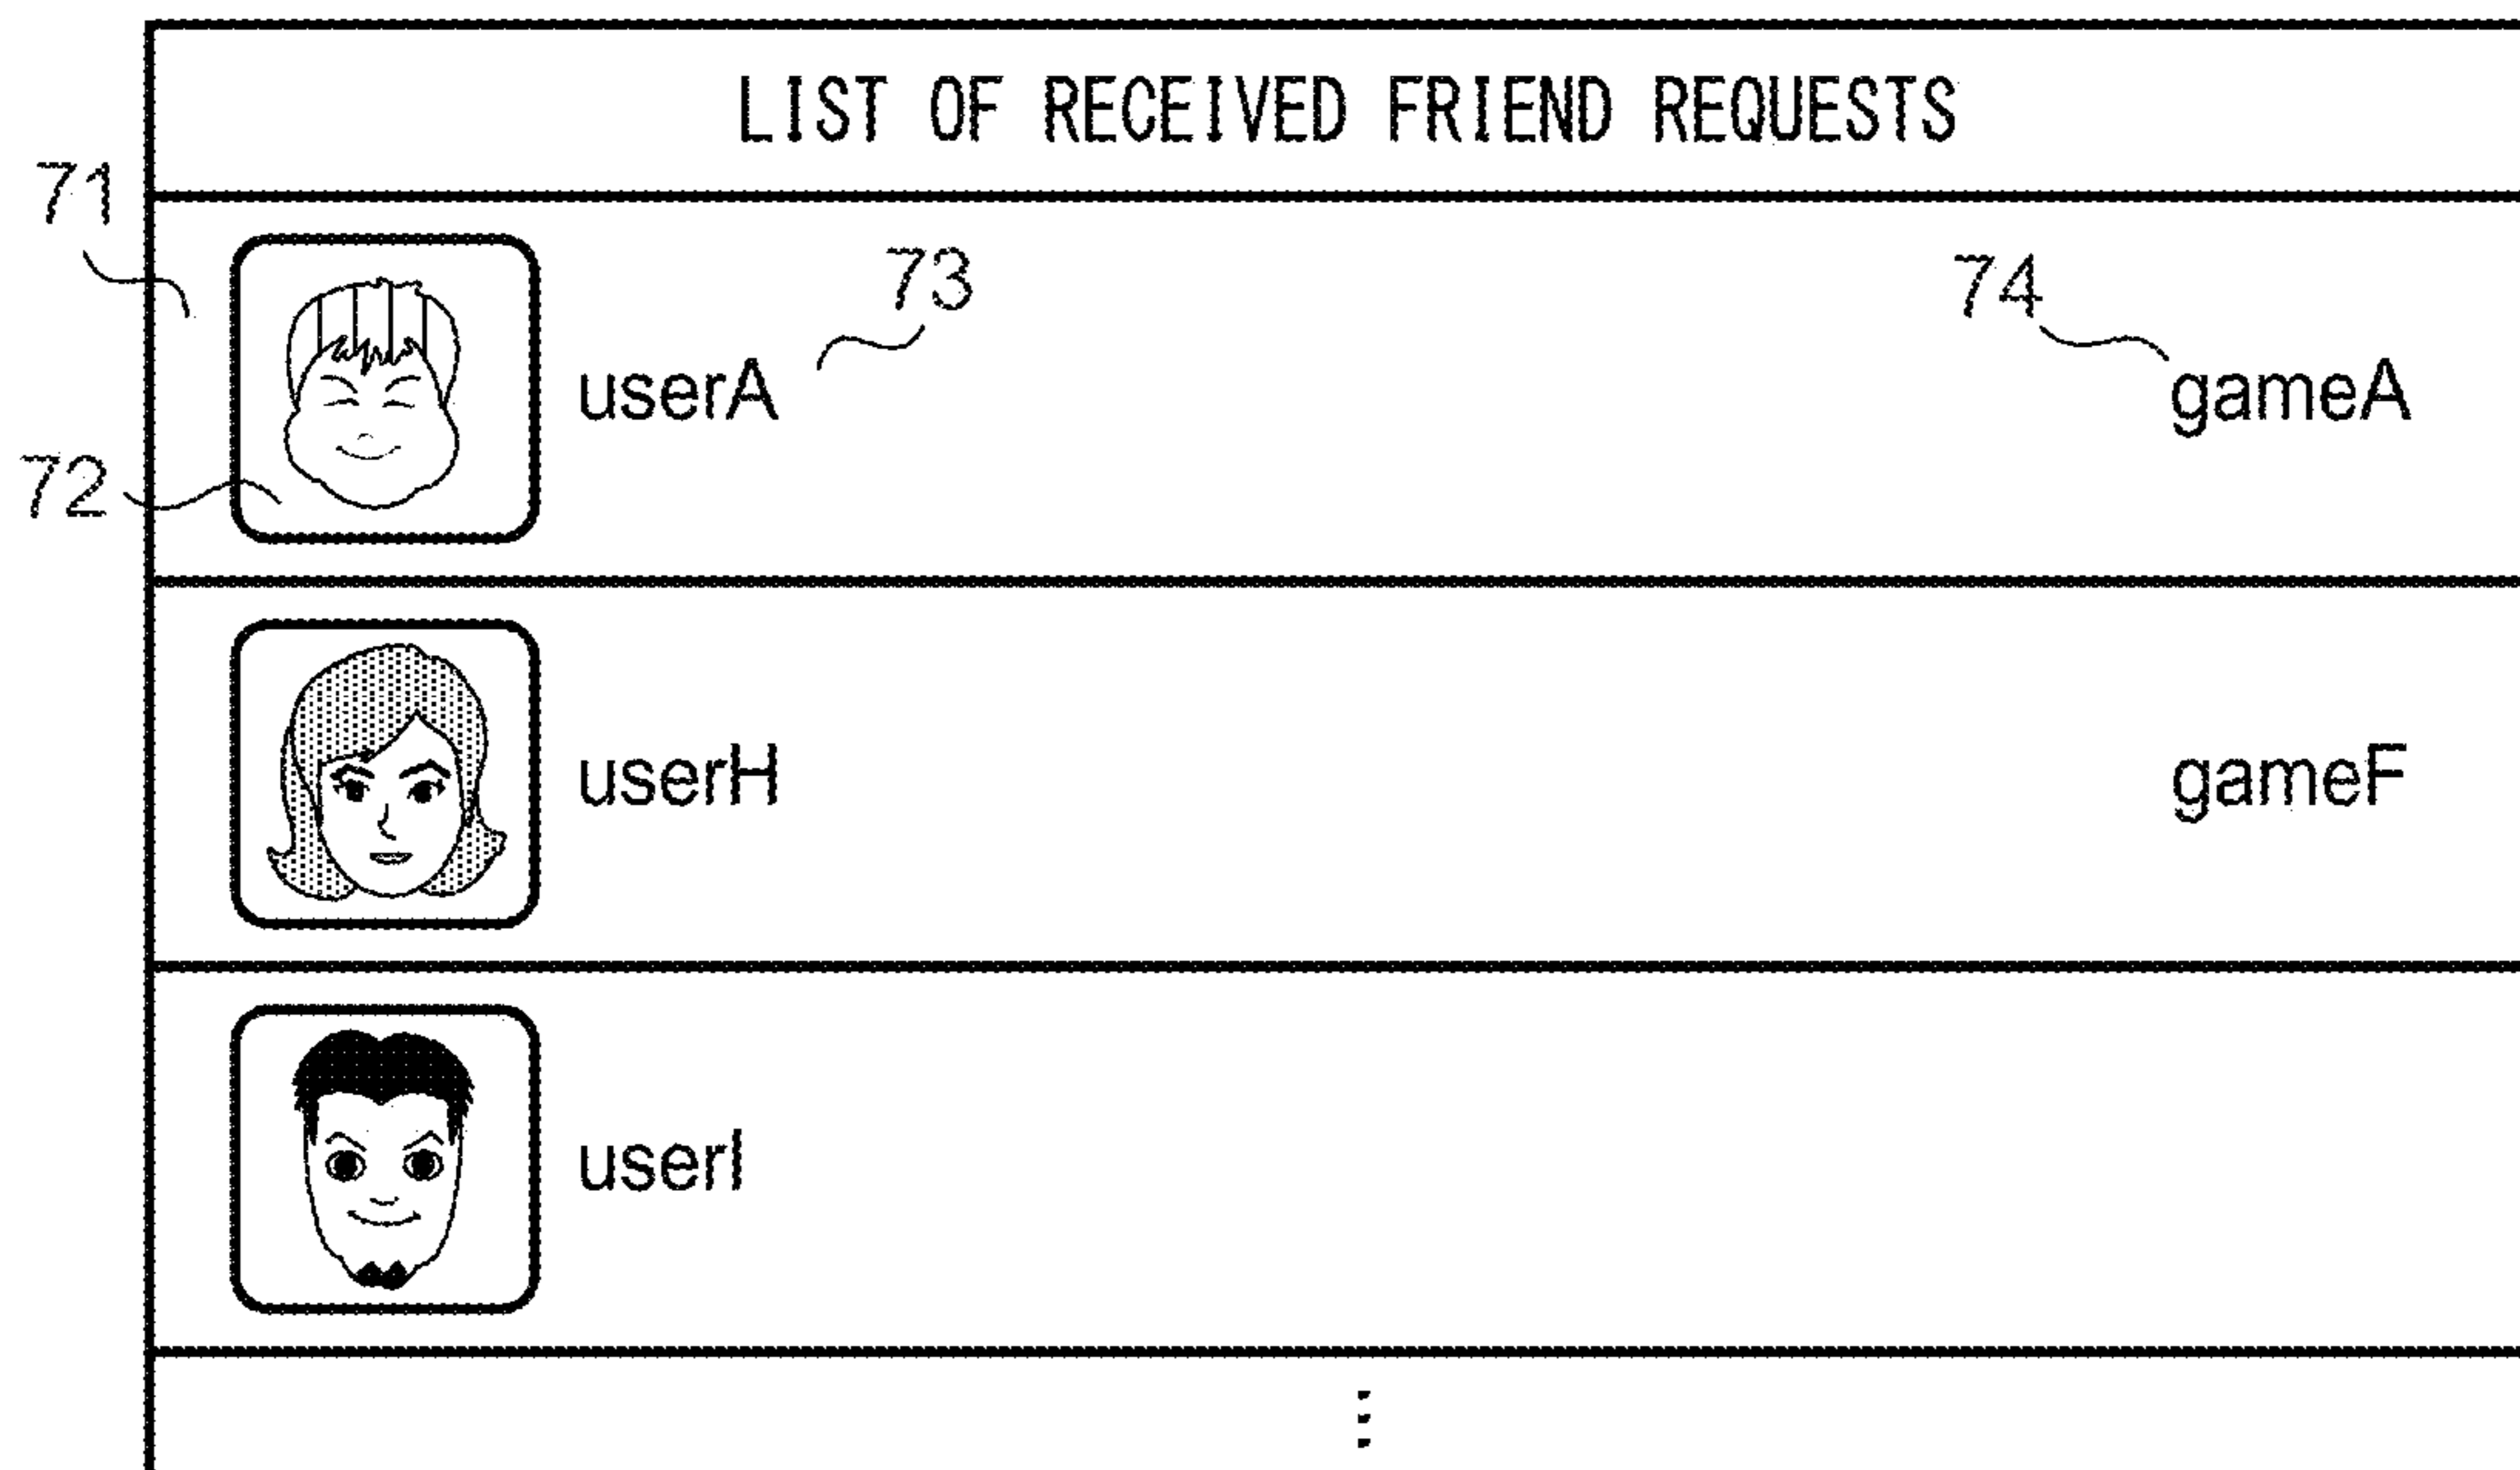 LIST OF RECEIVED FRIEND REQUESTS
71
73
74
userA
gameA
72
userH
gameF
userI
⋮